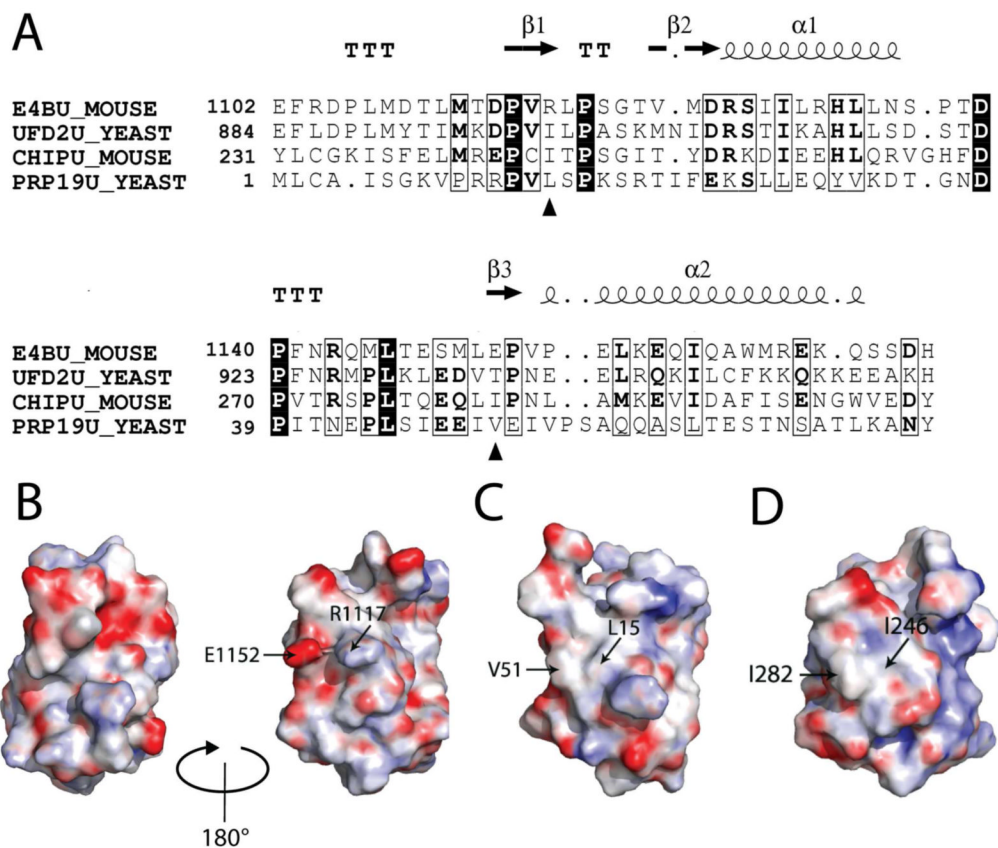 A
TTT β1 TT β2 . α1
E4BU_MOUSE 1102 EFRDPLMDTLMTDPVRLPSGTV.MDRSIILRHLLNS.PTD
UFD2U_YEAST 884 EFLDPLMYTIMKDPVILPASKMNIDRSTIKAHLLSD.STD
CHIPU_MOUSE 231 YLCGKISFELMREPCITPSGIT.YDRKDIEEHLQRVGHFD
PRP19U_YEAST 1 MLCA.ISGKVPRRPVLSPKSRTIFEKSLLEQYVKDT.GND
TTT β3 .. α2 .
E4BU_MOUSE 1140 PFNRQMLTESMLEPVP..ELKEQIQAWMREK.QSSDH
UFD2U_YEAST 923 PFNRMPLKLEDVTPNE..ELRQKILCFKKQKKEEAKH
CHIPU_MOUSE 270 PVTRSPLTQEQLIPNL..AMKEVIDAFISENGWVEDY
PRP19U_YEAST 39 PITNEPLSIEEIVEIVPSAQQASLTESTNSATLKANY
B
180°
E1152
R1117
C
V51
L15
D
I282
I246